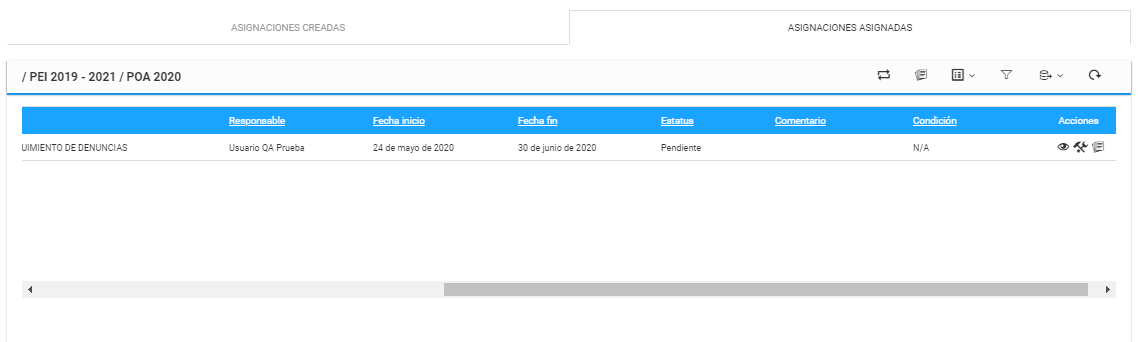 ASIGNACIONES CREADAS
ASIGNACIONES ASIGNADAS
/ PEI 2019 - 2021 / POA 2020
Responsable Fecha inicio Fecha fin Estatus Comentario Condición Acciones
UIMIENTO DE DENUNCIAS Usuario QA Prueba 24 de mayo de 2020 30 de junio de 2020 Pendiente N/A